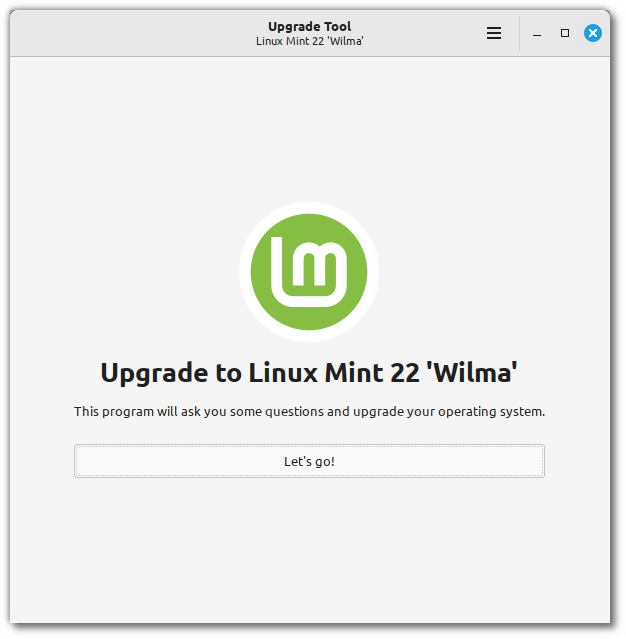 Upgrade Tool
Linux Mint 22 'Wilma'
lm
Upgrade to Linux Mint 22 'Wilma'
This program will ask you some questions and upgrade your operating system.
Let's go!